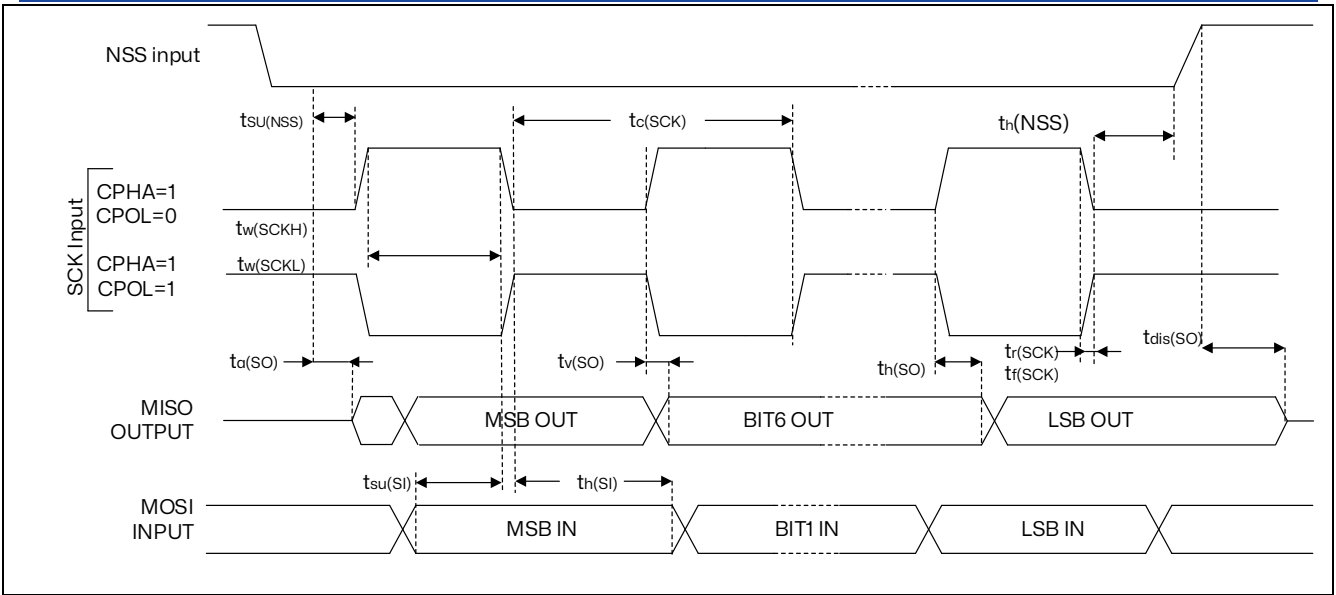 NSS input
tSU(NSS)
tc(SCK)
th(NSS)
SCK Input
CPHA=1
CPOL=0
tw(SCKH)
CPHA=1
CPOL=1
tw(SCKL)
ta(SO)
tv(SO)
th(SO)
tr(SCK)
tf(SCK)
tdis(SO)
MISO
OUTPUT
MSB OUT
BIT6 OUT
LSB OUT
tsu(SI)
th(SI)
MOSI
INPUT
MSB IN
BIT1 IN
LSB IN